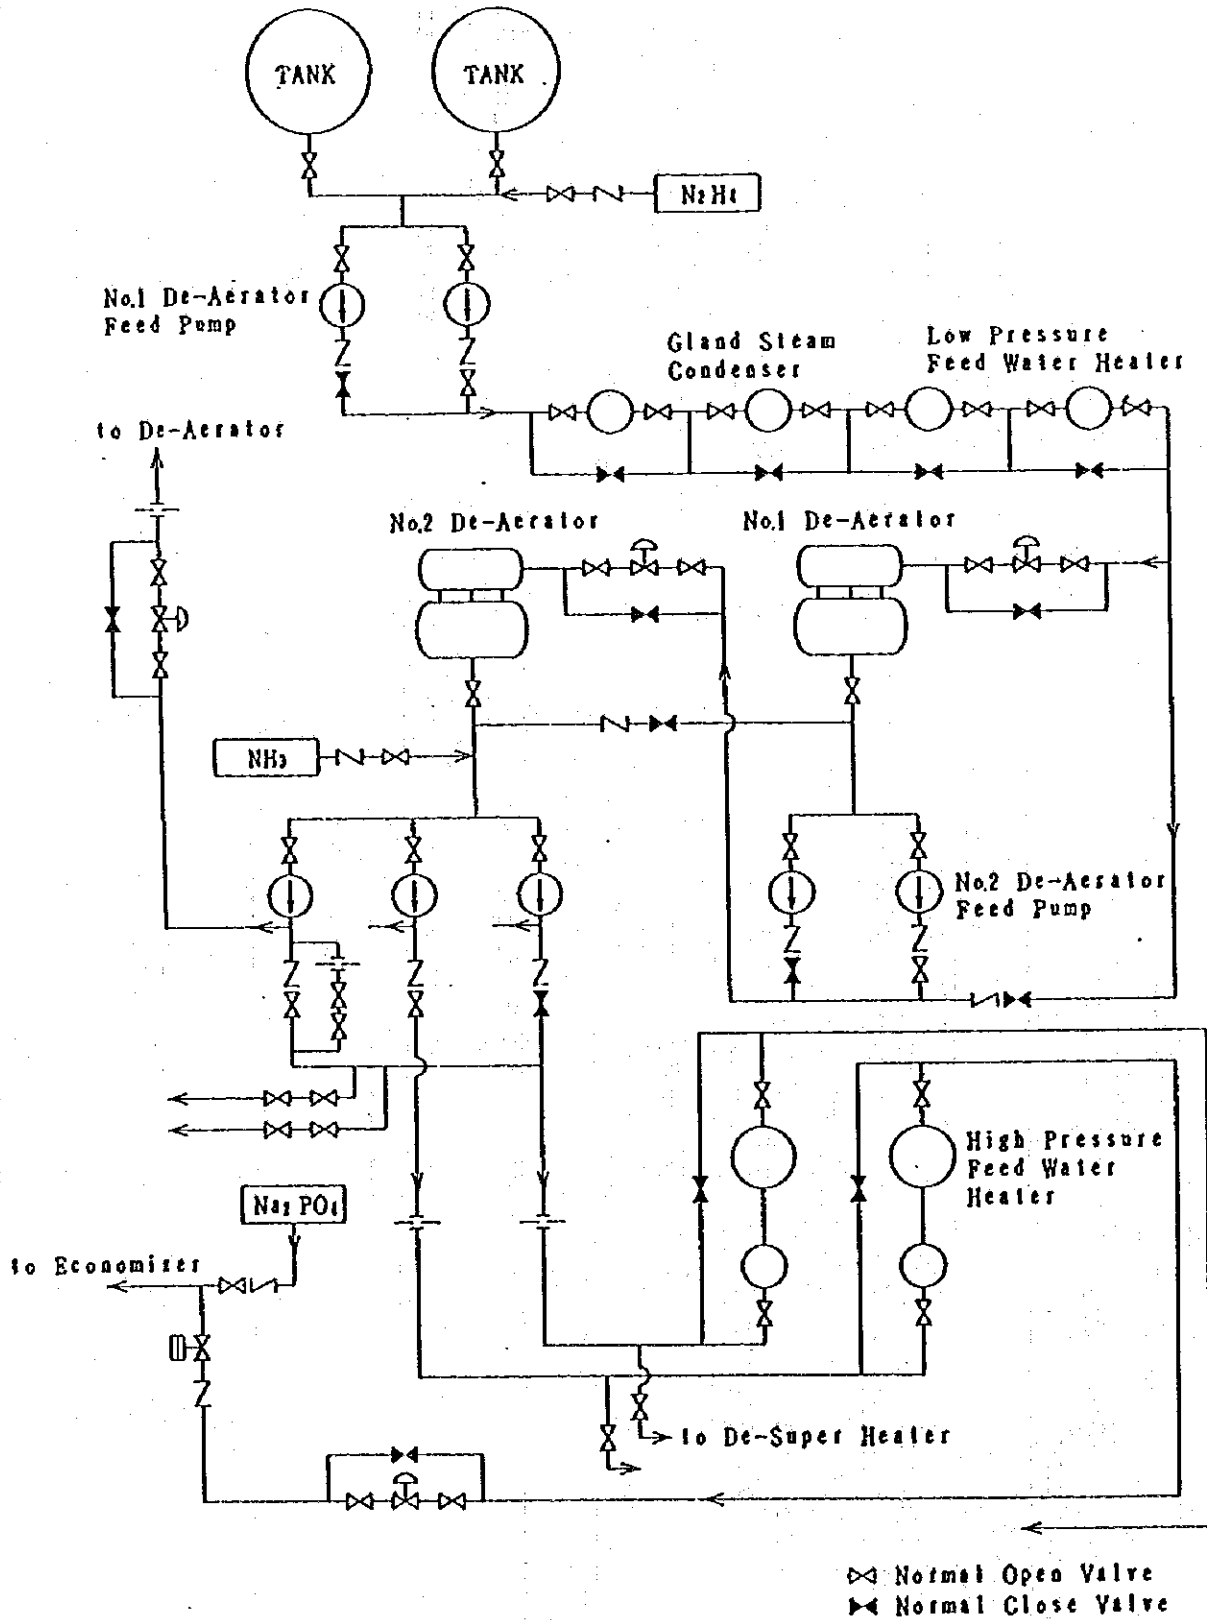 TANK
TANK
N₂H₄
No.1 De-Aerator
Feed Pump
Gland Steam
Condenser
Low Pressure
Feed Water Heater
to De-Aerator
No.2 De-Aerator
No.1 De-Aerator
NH₃
No.2 De-Aerator
Feed Pump
High Pressure
Feed Water
Heater
Na₃ PO₄
to Economizer
to De-Super Heater
Normal Open Valve
Normal Close Valve